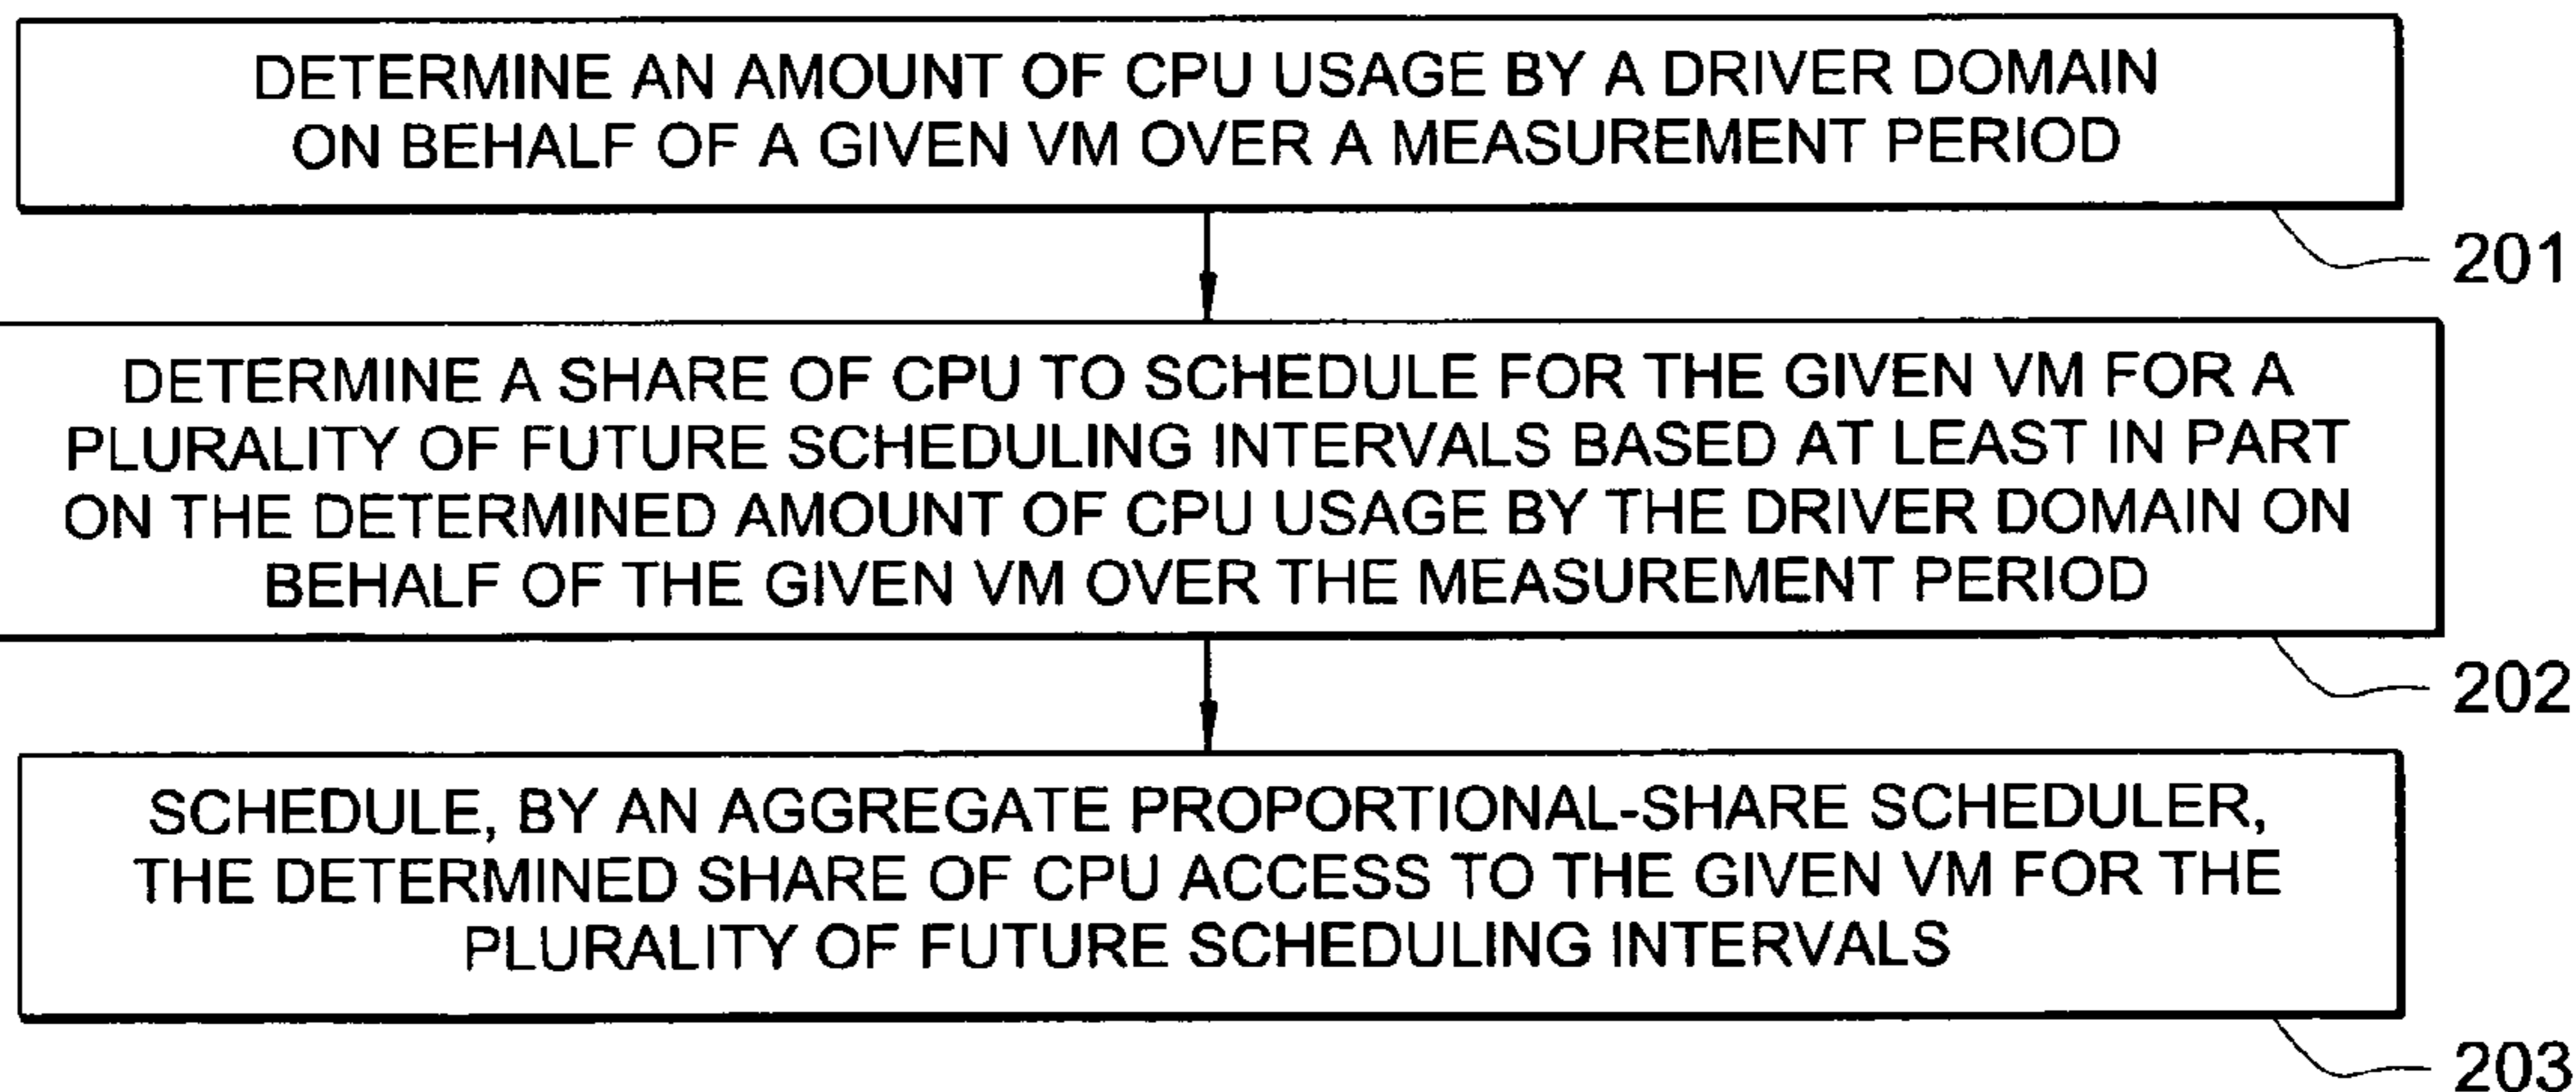 DETERMINE AN AMOUNT OF CPU USAGE BY A DRIVER DOMAIN
ON BEHALF OF A GIVEN VM OVER A MEASUREMENT PERIOD
201
DETERMINE A SHARE OF CPU TO SCHEDULE FOR THE GIVEN VM FOR A
PLURALITY OF FUTURE SCHEDULING INTERVALS BASED AT LEAST IN PART
ON THE DETERMINED AMOUNT OF CPU USAGE BY THE DRIVER DOMAIN ON
BEHALF OF THE GIVEN VM OVER THE MEASUREMENT PERIOD
202
SCHEDULE, BY AN AGGREGATE PROPORTIONAL-SHARE SCHEDULER,
THE DETERMINED SHARE OF CPU ACCESS TO THE GIVEN VM FOR THE
PLURALITY OF FUTURE SCHEDULING INTERVALS
203